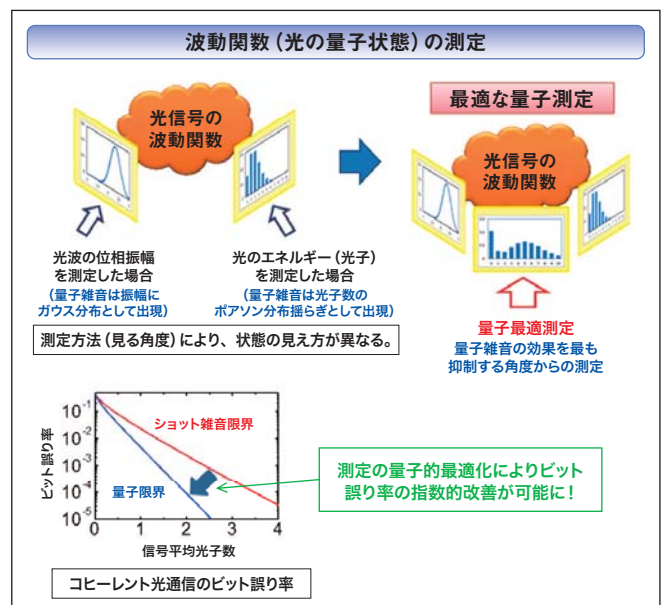 波動関数（光の量子状態）の測定
光信号の
波動関数
光波の位相振幅
を測定した場合
（量子雑音は振幅に
ガウス分布として出現）
光のエネルギー（光子）
を測定した場合
（量子雑音は光子数の
ポアソン分布揺らぎとして出現）
測定方法（見る角度）により、状態の見え方が異なる。
最適な量子測定
光信号の
波動関数
量子最適測定
量子雑音の効果を最も
抑制する角度からの測定
ビット誤り率
10-1
10-2
10-3
10-4
10-5
ショット雑音限界
量子限界
0 1 2 3 4
信号平均光子数
測定の量子的最適化によりビット
誤り率の指数的改善が可能に！
コヒーレント光通信のビット誤り率